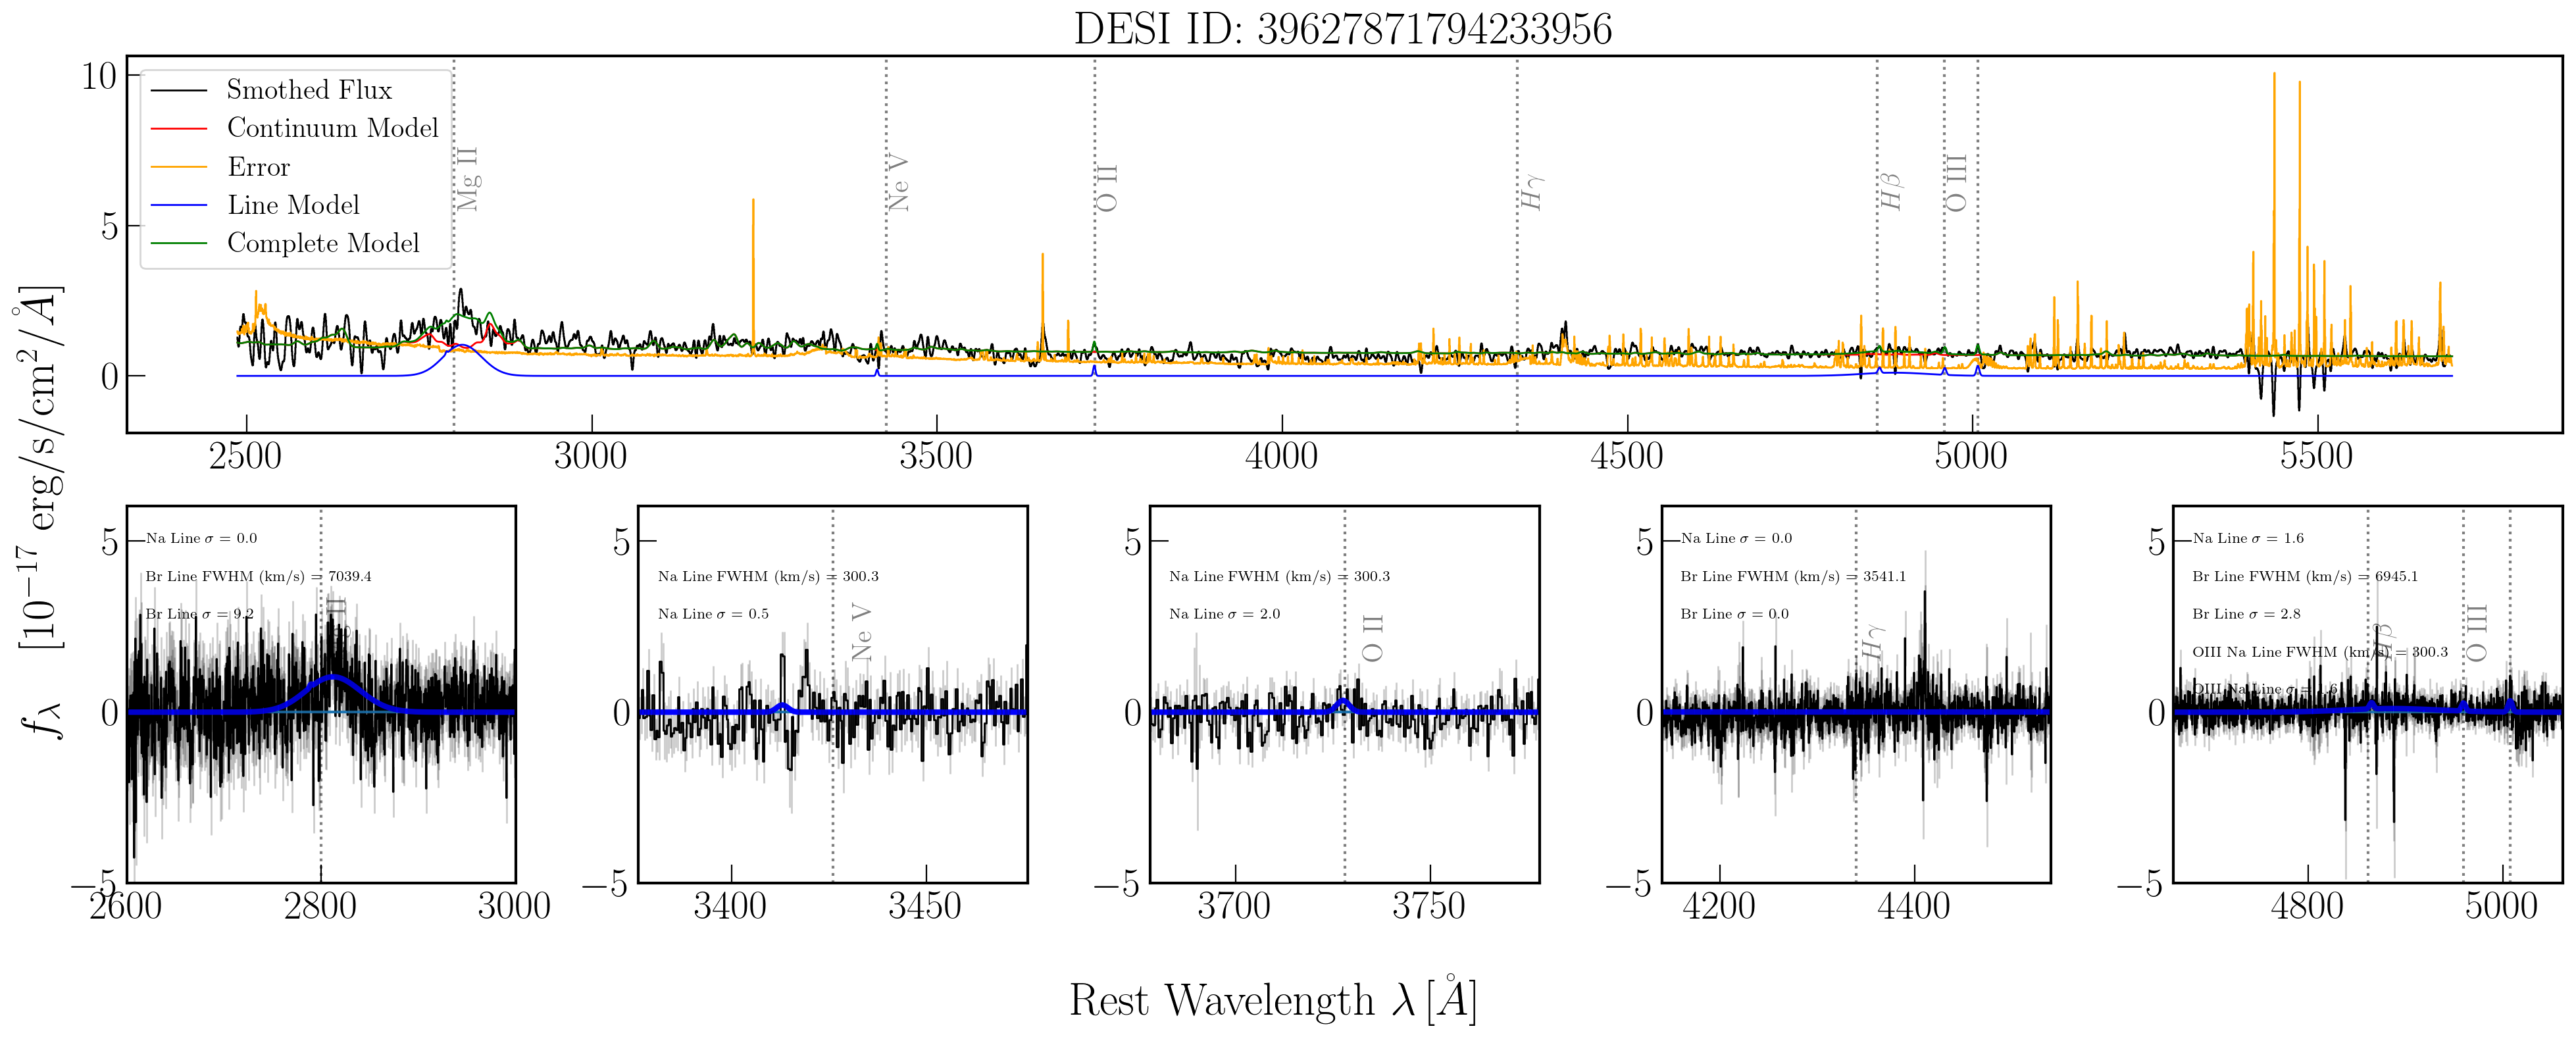 DESI ID: 39627871794233956
10
5
0
Smothed Flux
Continuum Model
Error
Line Model
Complete Model
Mg II
Ne V
O II
Hγ
Hβ
O III
2500 3000 3500 4000 4500 5000 5500
f_λ [10⁻¹⁷ erg/s/cm²/Å]
5
0
−5
Na Line σ = 0.0
Br Line FWHM (km/s) = 7039.4
Br Line σ = 9.2
2600 2800 3000
5
0
−5
Na Line FWHM (km/s) = 300.3
Na Line σ = 0.5
Ne V
3400 3450
5
0
−5
Na Line FWHM (km/s) = 300.3
Na Line σ = 2.0
O II
3700 3750
5
0
−5
Na Line σ = 0.0
Br Line FWHM (km/s) = 3541.1
Br Line σ = 0.0
Hγ
4200 4400
5
0
−5
Na Line σ = 1.6
Br Line FWHM (km/s) = 6945.1
Br Line σ = 2.8
OIII Na Line FWHM (km/s) = 300.3
OIII Na Line σ =
Hβ
O III
4800 5000
Rest Wavelength λ [Å]